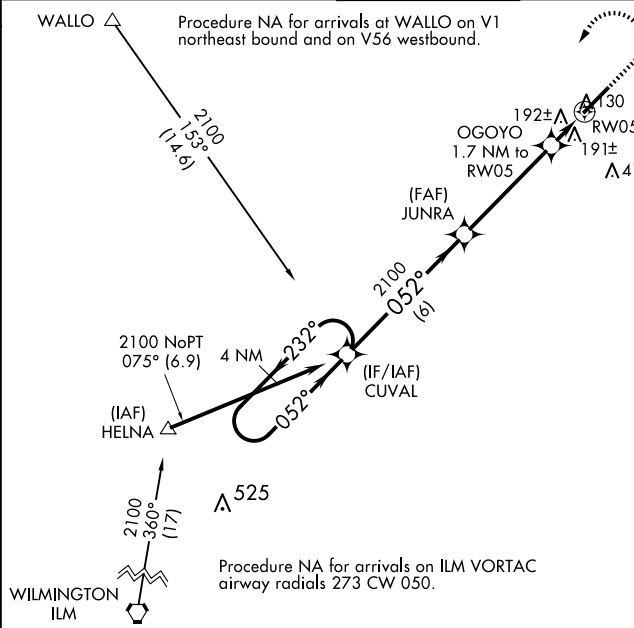 WALLO
Procedure NA for arrivals at WALLO on V1
northeast bound and on V56 westbound.
2100
153°
(14.6)
192±
130
RW05
191±
OGOYO
1.7 NM to
RW05
(FAF)
JUNRA
2100
052°
(6)
2100 NoPT
075° (6.9)
4 NM
232°
052°
(IF/IAF)
CUVAL
(IAF)
HELNA
525
2100
360°
(17)
Procedure NA for arrivals on ILM VORTAC
airway radials 273 CW 050.
WILMINGTON
ILM